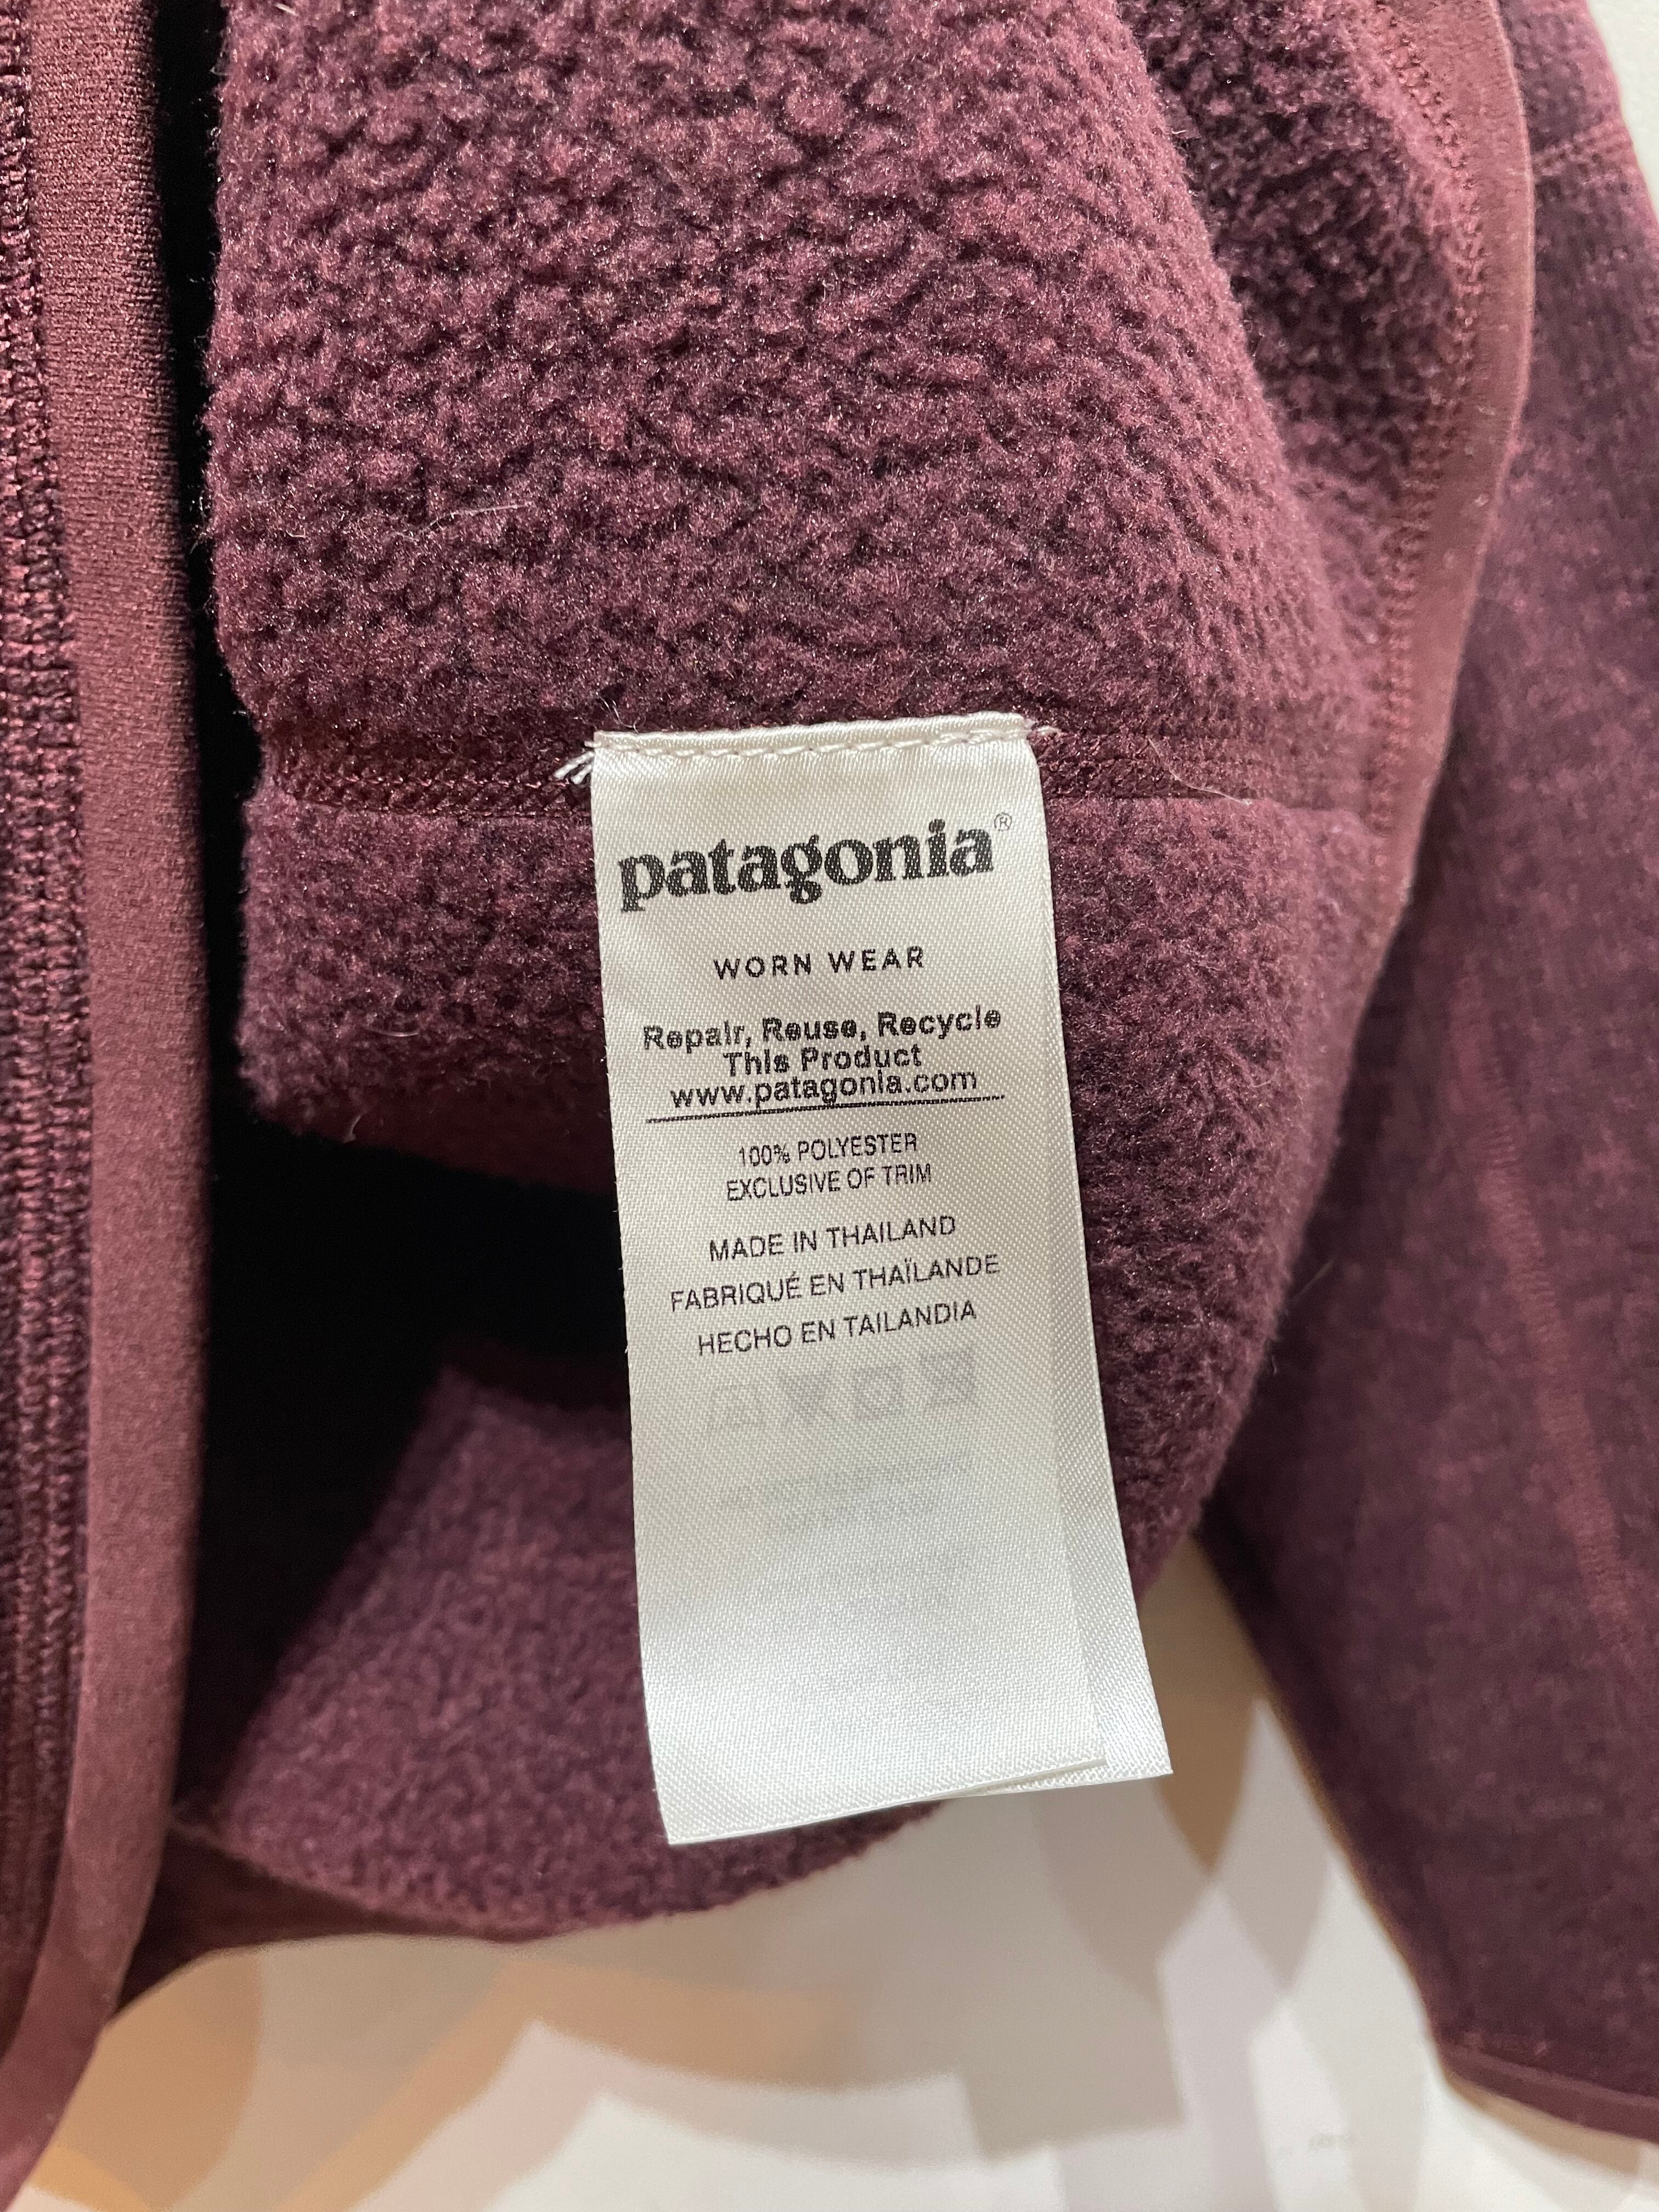 patagonia®
WORN WEAR
Repair, Reuse, Recycle
This Product
www.patagonia.com
100% POLYESTER
EXCLUSIVE OF TRIM
MADE IN THAILAND
FABRIQUÉ EN THAÏLANDE
HECHO EN TAILANDIA